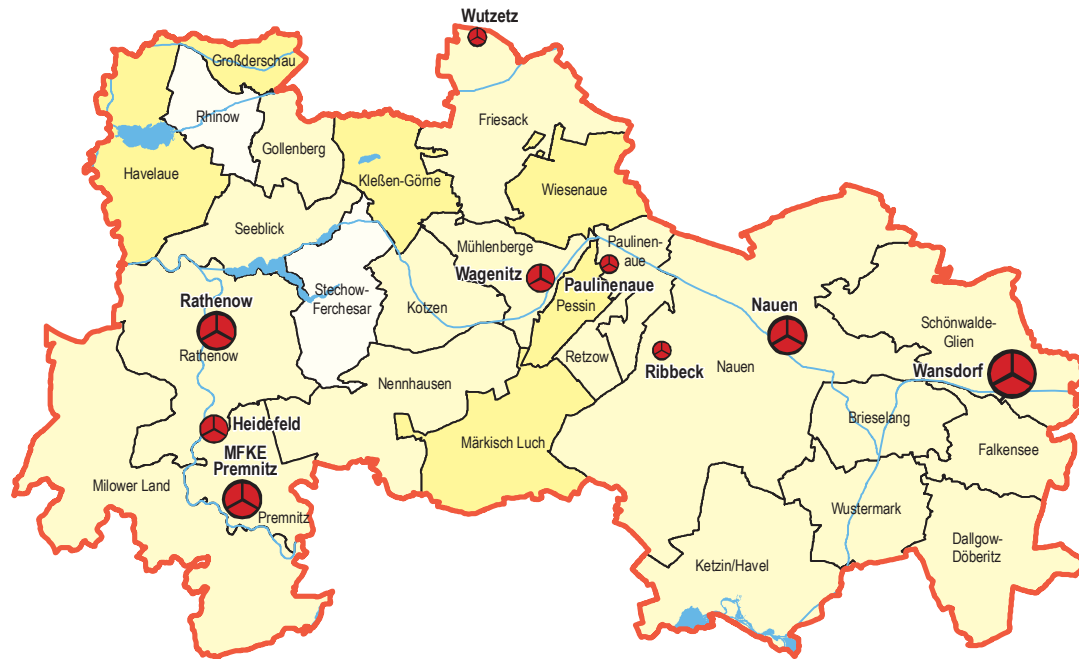 Wutzetz
Großderschau
Rhinow
Friesack
Gollenberg
Havelaue
Kleßen-Görne
Wiesenaue
Seeblick
Mühlenberge
Paulinen-
aue
Wagenitz
Paulinenaue
Stechow-
Ferchesar
Rathenow
Kotzen
Pessin
Nauen
Schönwalde-
Glien
Rathenow
Retzow
Ribbeck
Nauen
Wansdorf
Nennhausen
Brieselang
Heidefeld
Märkisch Luch
Falkensee
MFKE
Premnitz
Milower Land
Premnitz
Wustermark
Dallgow-
Döberitz
Ketzin/Havel